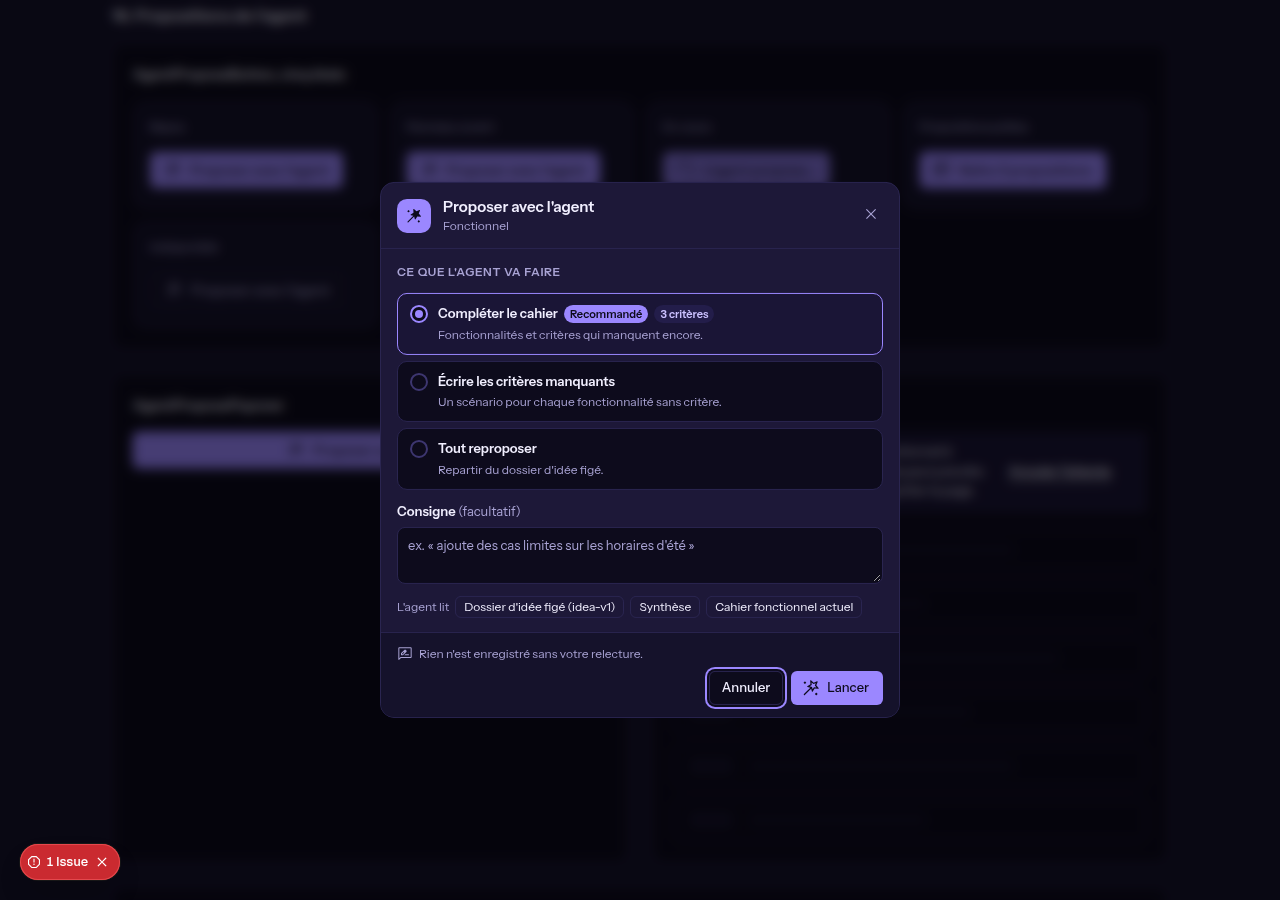 Proposer avec l'agent
Fonctionnel
CE QUE L'AGENT VA FAIRE
Compléter le cahier Recommandé 3 critères
Fonctionnalités et critères qui manquent encore.
Écrire les critères manquants
Un scénario pour chaque fonctionnalité sans critère.
Tout reproposer
Repartir du dossier d'idée figé.
Consigne (facultatif)
ex. « ajoute des cas limites sur les horaires d'été »
L'agent lit Dossier d'idée figé (idea-v1) Synthèse Cahier fonctionnel actuel
Rien n'est enregistré sans votre relecture.
Annuler Lancer
1 Issue